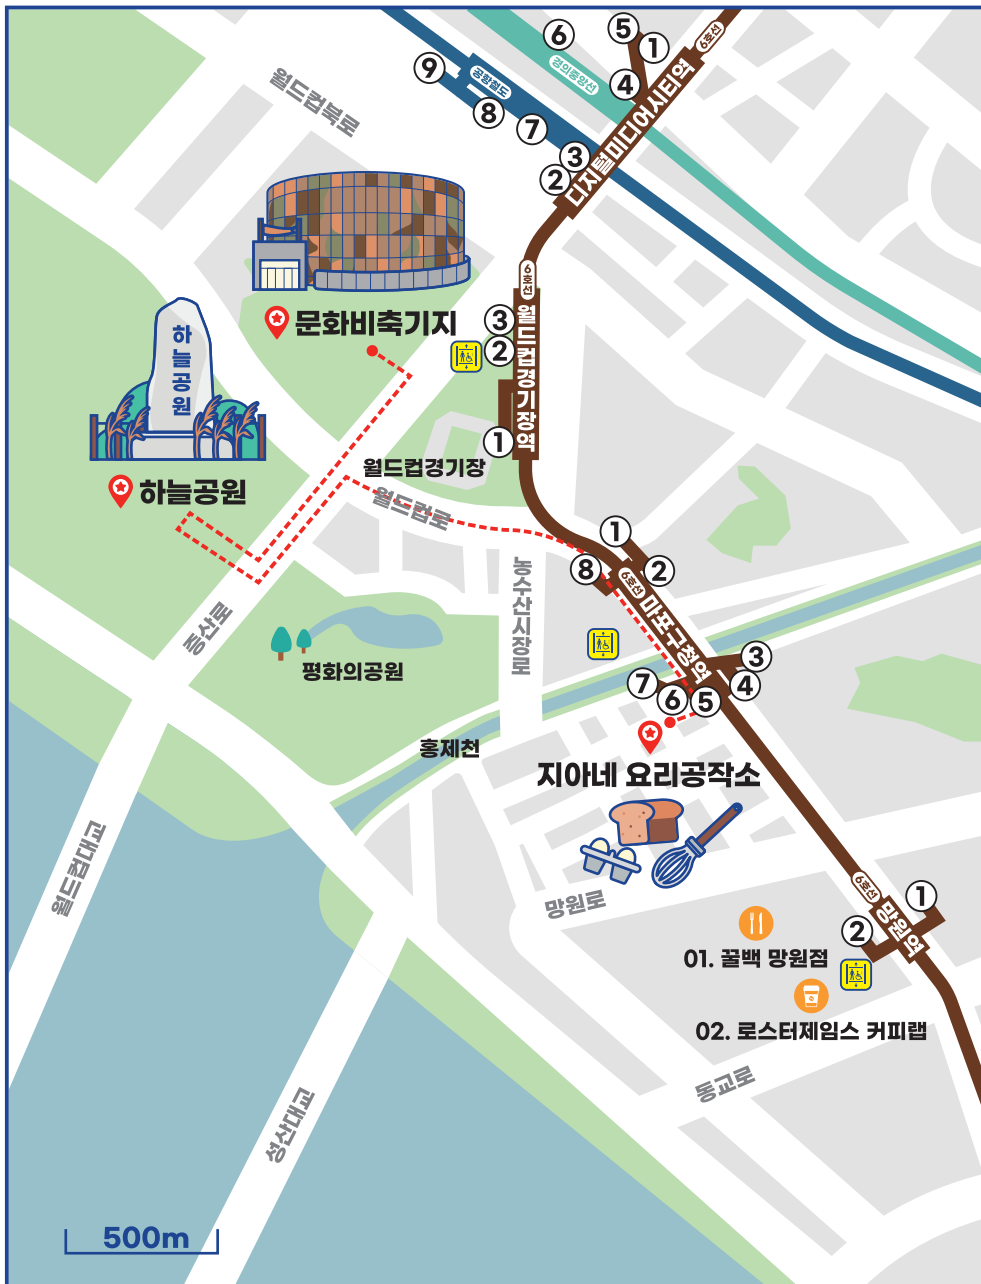 6호선
5
6
1
경의중앙선
4
9
공항철도
8
7
3
2
디지털미디어시티역
월드컵북로
6호선
월드컵경기장역
3
2
1
문화비축기지
하늘공원
하늘공원
월드컵경기장
월드컵로
1
8
2
6호선
마포구청역
농수산시장로
증산로
평화의공원
3
4
7
6
5
홍제천
지아네 요리공작소
월드컵대교
망원로
6호선
망원역
1
2
01. 꿀백 망원점
02. 로스터제임스 커피랩
동교로
성산대교
500m